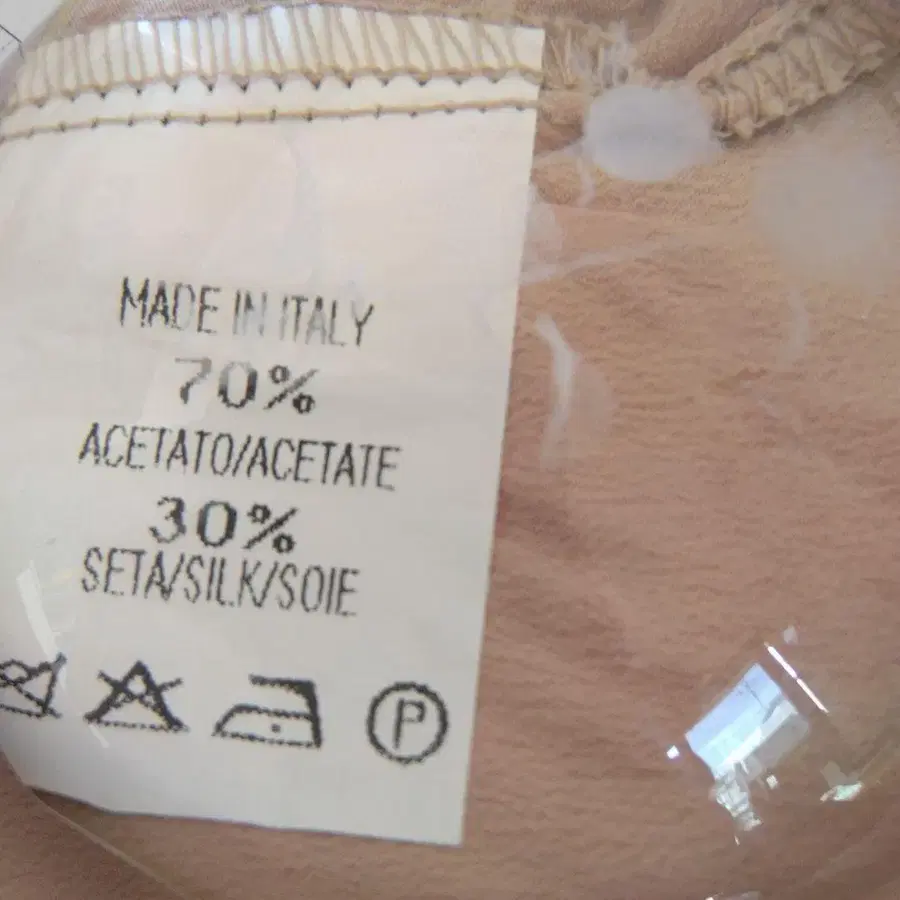 MADE IN ITALY
70%
ACETATO/ACETATE
30%
SETA/SILK/SOIE
P